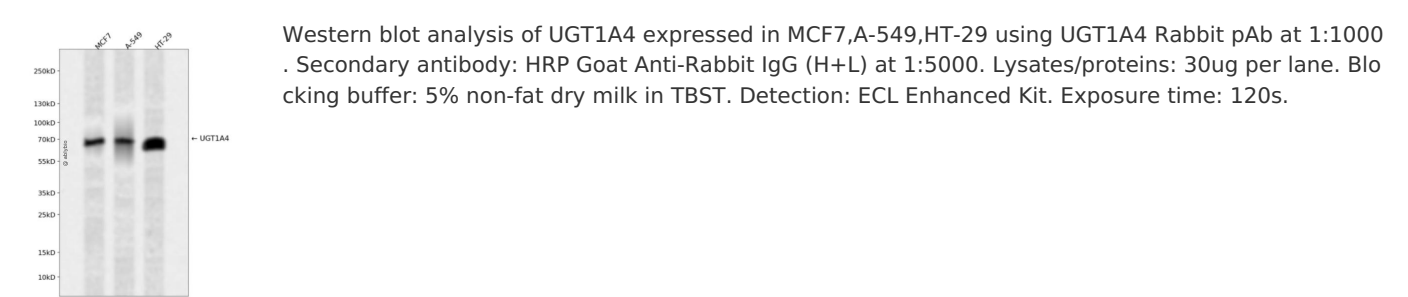 MCF7 A-549 HT-29
250kD
130kD
100kD
70kD
← UGT1A4
55kD
@ ablybio
35kD
25kD
15kD
10kD
Western blot analysis of UGT1A4 expressed in MCF7,A-549,HT-29 using UGT1A4 Rabbit pAb at 1:1000
. Secondary antibody: HRP Goat Anti-Rabbit IgG (H+L) at 1:5000. Lysates/proteins: 30ug per lane. Blo
cking buffer: 5% non-fat dry milk in TBST. Detection: ECL Enhanced Kit. Exposure time: 120s.